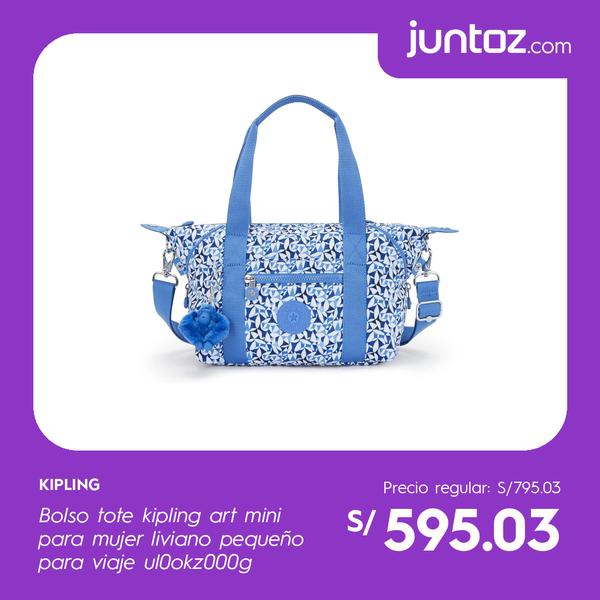 juntoz.com
KIPLING
Bolso tote kipling art mini
para mujer liviano pequeño
para viaje ul0okz000g
Precio regular: S/795.03
S/ 595.03